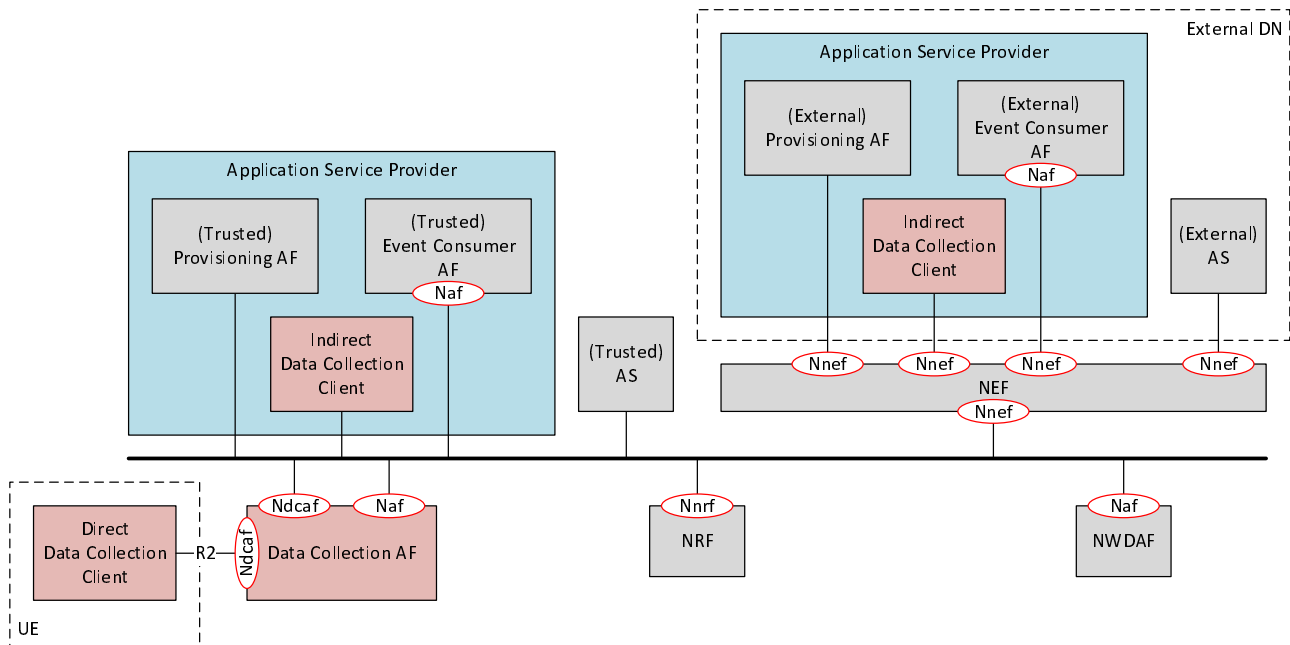 External DN
Application Service Provider
(External)
Provisioning AF
(External)
Event Consumer
AF
Naf
Indirect
Data Collection
Client
(External)
AS
Application Service Provider
(Trusted)
Provisioning AF
(Trusted)
Event Consumer
AF
Naf
Indirect
Data Collection
Client
(Trusted)
AS
Nnef
Nnef
Nnef
Nnef
NEF
Nnef
Ndcaf
Naf
Nnrf
Naf
Direct
Data Collection
Client
R2
Ndcaf
Data Collection AF
NRF
NWDAF
UE